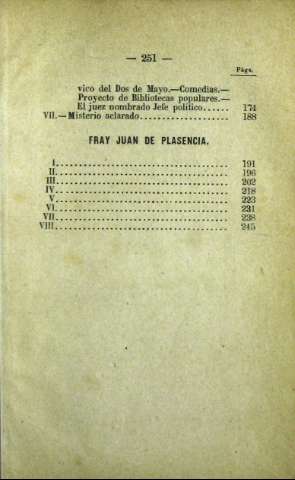 — 251 —
Págs.
vico del Dos de Mayo.—Comedias.—
Proyecto de Bibliotecas populares.—
El juez nombrado Jefe político...... 174
VII.—Misterio aclarado.................... 188
FRAY JUAN DE PLASENCIA.
I........................................ 191
II....................................... 196
III...................................... 202
IV....................................... 218
V........................................ 223
VI....................................... 231
VII...................................... 238
VIII..................................... 245